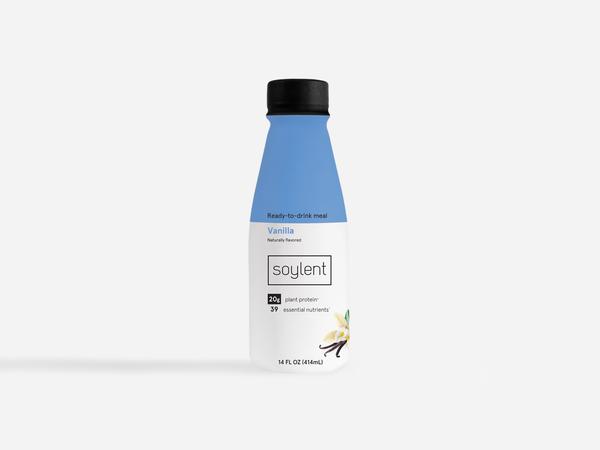 Ready-to-drink meal
Vanilla
Naturally flavored
soylent
20g plant protein*
39 essential nutrients*
14 FL OZ (414mL)